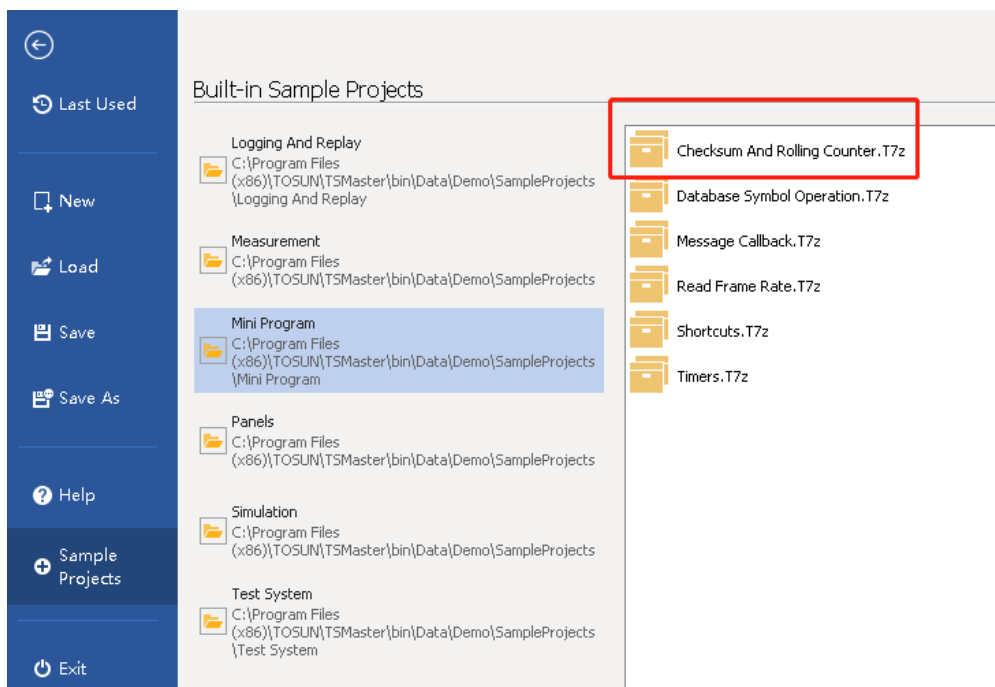 Last Used
New
Load
Save
Save As
Help
Sample
Projects
Exit
Built-in Sample Projects
Logging And Replay
C:\Program Files
(x86)\TOSUN\TSMaster\bin\Data\Demo\SampleProjects
\Logging And Replay
Measurement
C:\Program Files
(x86)\TOSUN\TSMaster\bin\Data\Demo\SampleProjects
Mini Program
C:\Program Files
(x86)\TOSUN\TSMaster\bin\Data\Demo\SampleProjects
\Mini Program
Panels
C:\Program Files
(x86)\TOSUN\TSMaster\bin\Data\Demo\SampleProjects
Simulation
C:\Program Files
(x86)\TOSUN\TSMaster\bin\Data\Demo\SampleProjects
Test System
C:\Program Files
(x86)\TOSUN\TSMaster\bin\Data\Demo\SampleProjects
\Test System
Checksum And Rolling Counter.T7z
Database Symbol Operation.T7z
Message Callback.T7z
Read Frame Rate.T7z
Shortcuts.T7z
Timers.T7z